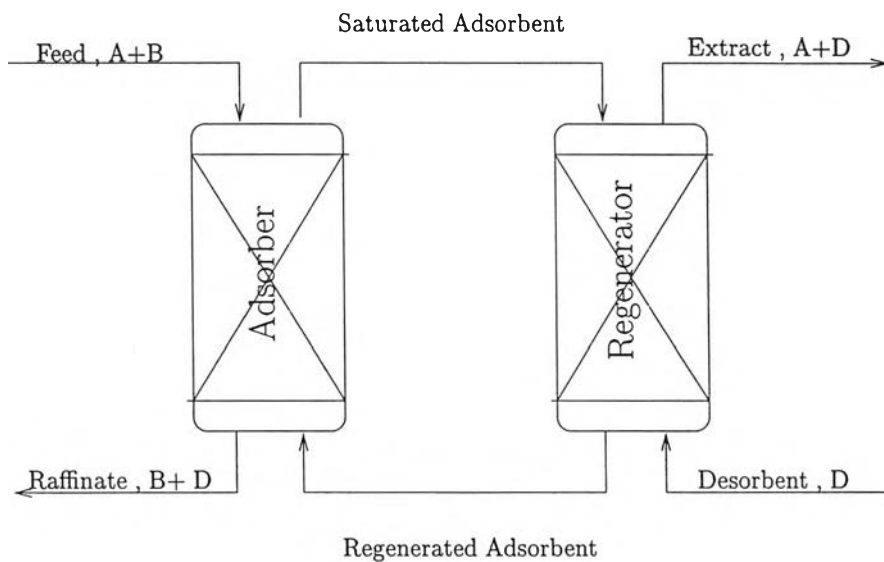 Saturated Adsorbent
Feed , A+B
Extract , A+D
Adsorber
Regenerator
Raffinate , B+ D
Desorbent , D
Regenerated Adsorbent